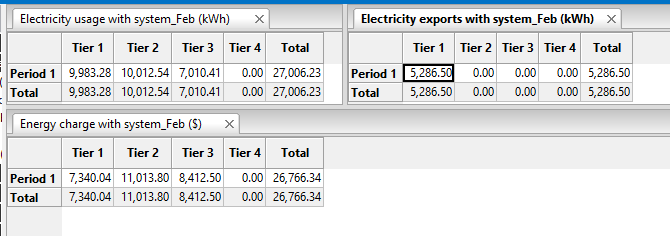 Electricity usage with system_Feb (kWh)
Tier 1 Tier 2 Tier 3 Tier 4 Total
Period 1 9,983.28 10,012.54 7,010.41 0.00 27,006.23
Total 9,983.28 10,012.54 7,010.41 0.00 27,006.23
Electricity exports with system_Feb (kWh)
Tier 1 Tier 2 Tier 3 Tier 4 Total
Period 1 5,286.50 0.00 0.00 0.00 5,286.50
Total 5,286.50 0.00 0.00 0.00 5,286.50
Energy charge with system_Feb ($)
Tier 1 Tier 2 Tier 3 Tier 4 Total
Period 1 7,340.04 11,013.80 8,412.50 0.00 26,766.34
Total 7,340.04 11,013.80 8,412.50 0.00 26,766.34